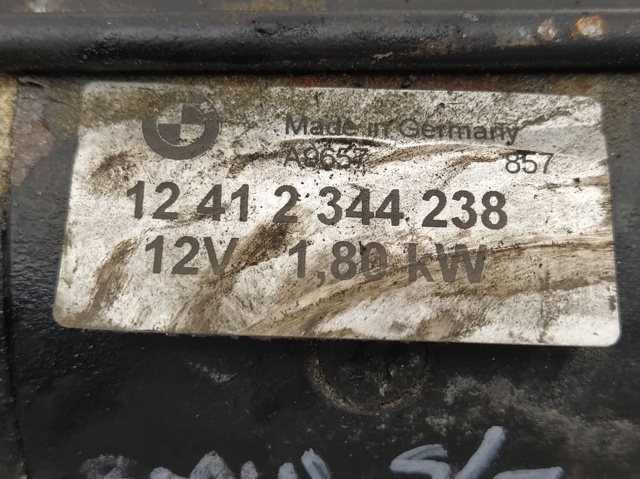 Made in Germany
A9657 857
12 41 2 344 238
12V 1,80 kW